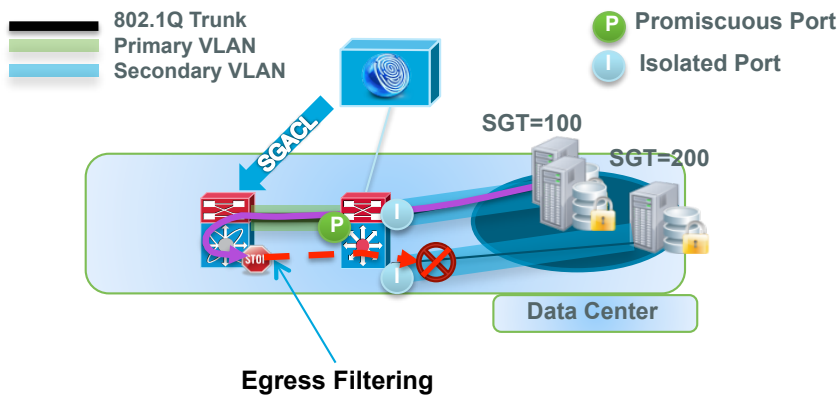 802.1Q Trunk
Primary VLAN
Secondary VLAN
P Promiscuous Port
I Isolated Port
SGACL
SGT=100
SGT=200
I
P
STO!
I
Data Center
Egress Filtering